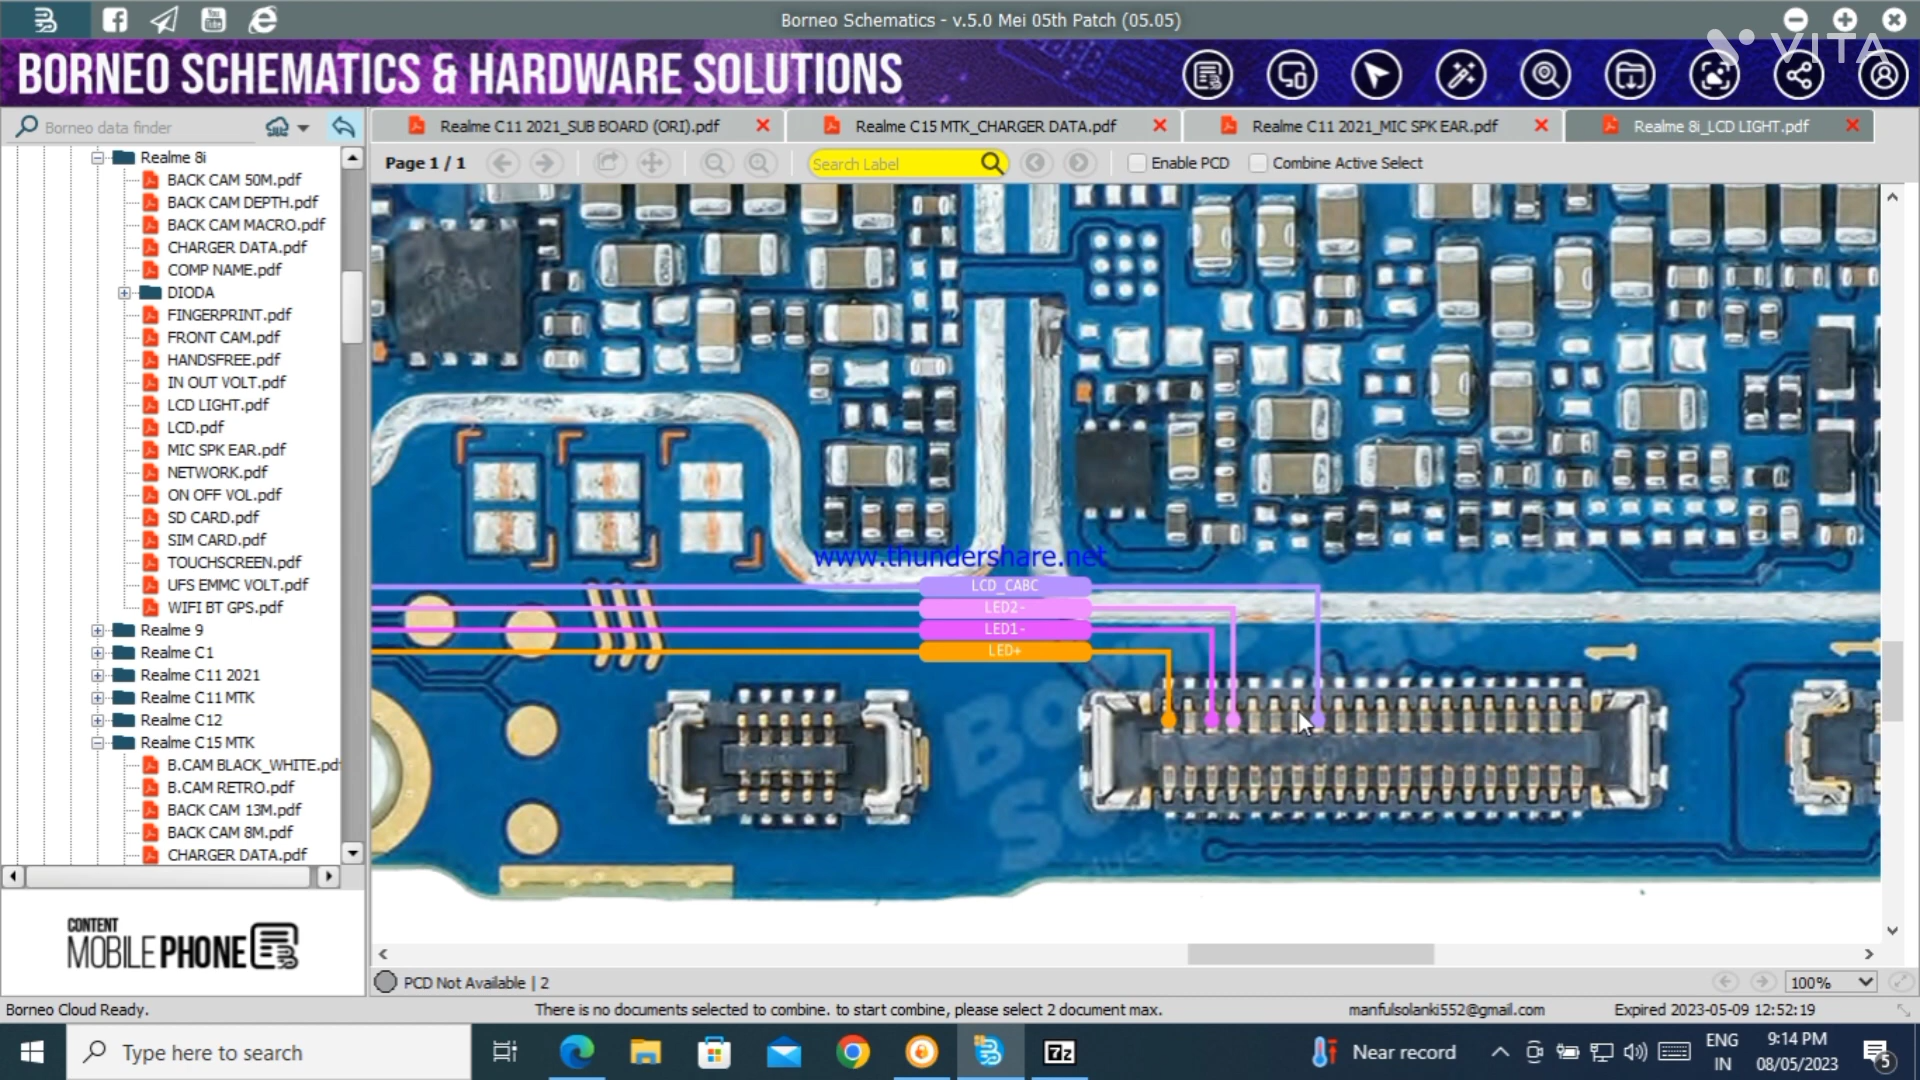 Borneo Schematics - v.5.0 Mei 05th Patch (05.05)
VITA
BORNEO SCHEMATICS & HARDWARE SOLUTIONS
Borneo data finder
Realme C11 2021_SUB BOARD (ORI).pdf
Realme C15 MTK_CHARGER DATA.pdf
Realme C11 2021_MIC SPK EAR.pdf
Realme 8i_LCD LIGHT.pdf
Page 1 / 1
Search Label
Enable PCD
Combine Active Select
Realme 8i
BACK CAM 50M.pdf
BACK CAM DEPTH.pdf
BACK CAM MACRO.pdf
CHARGER DATA.pdf
COMP NAME.pdf
DIODA
FINGERPRINT.pdf
FRONT CAM.pdf
HANDSFREE.pdf
IN OUT VOLT.pdf
LCD LIGHT.pdf
LCD.pdf
MIC SPK EAR.pdf
NETWORK.pdf
ON OFF VOL.pdf
SD CARD.pdf
SIM CARD.pdf
TOUCHSCREEN.pdf
UFS EMMC VOLT.pdf
WIFI BT GPS.pdf
Realme 9
Realme C1
Realme C11 2021
Realme C11 MTK
Realme C12
Realme C15 MTK
B.CAM BLACK_WHITE.pdf
B.CAM RETRO.pdf
BACK CAM 13M.pdf
BACK CAM 8M.pdf
CHARGER DATA.pdf
www.thundershare.net
LCD_CABC
LED2-
LED1-
LED+
CONTENT
MOBILE PHONE
PCD Not Available | 2
100%
Borneo Cloud Ready.
There is no documents selected to combine. to start combine, please select 2 document max.
manfulsolanki552@gmail.com
Expired 2023-05-09 12:52:19
Type here to search
7z
Near record
ENG
IN
9:14 PM
08/05/2023
5